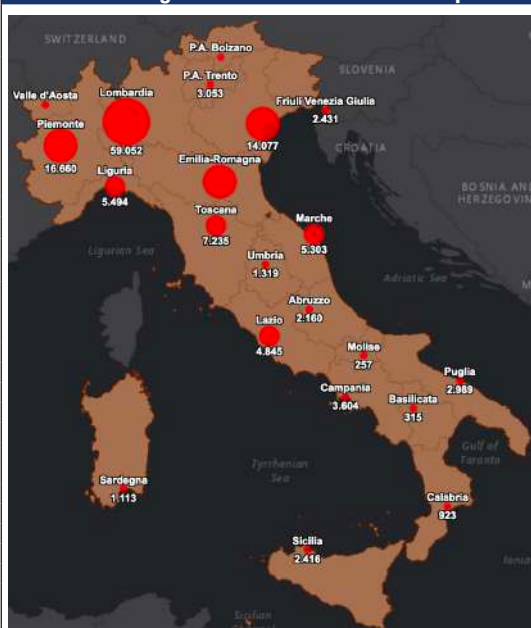 SWITZERLAND
P.A. Bolzano
SLOVENIA
P.A. Trento
3.053
Valle d'Aosta
Lombardia
59.052
Friuli Venezia Giulia
2.431
Piemonte
16.660
14.077
CROATIA
Emilia-Romagna
Liguria
5.494
BOSNIA AND
HERZEGOVIN
Toscana
7.235
Marche
5.303
Ligurian Sea
Umbria
1.319
Adriatic Sea
Abruzzo
2.160
Lazio
4.845
Molise
257
Puglia
2.989
Campania
3.604
Basilicata
315
Gulf of
Taranto
Tyrrhenian
Sea
Sardegna
1.113
Calabria
923
Sicilia
2.416
Ionia
Sicilian